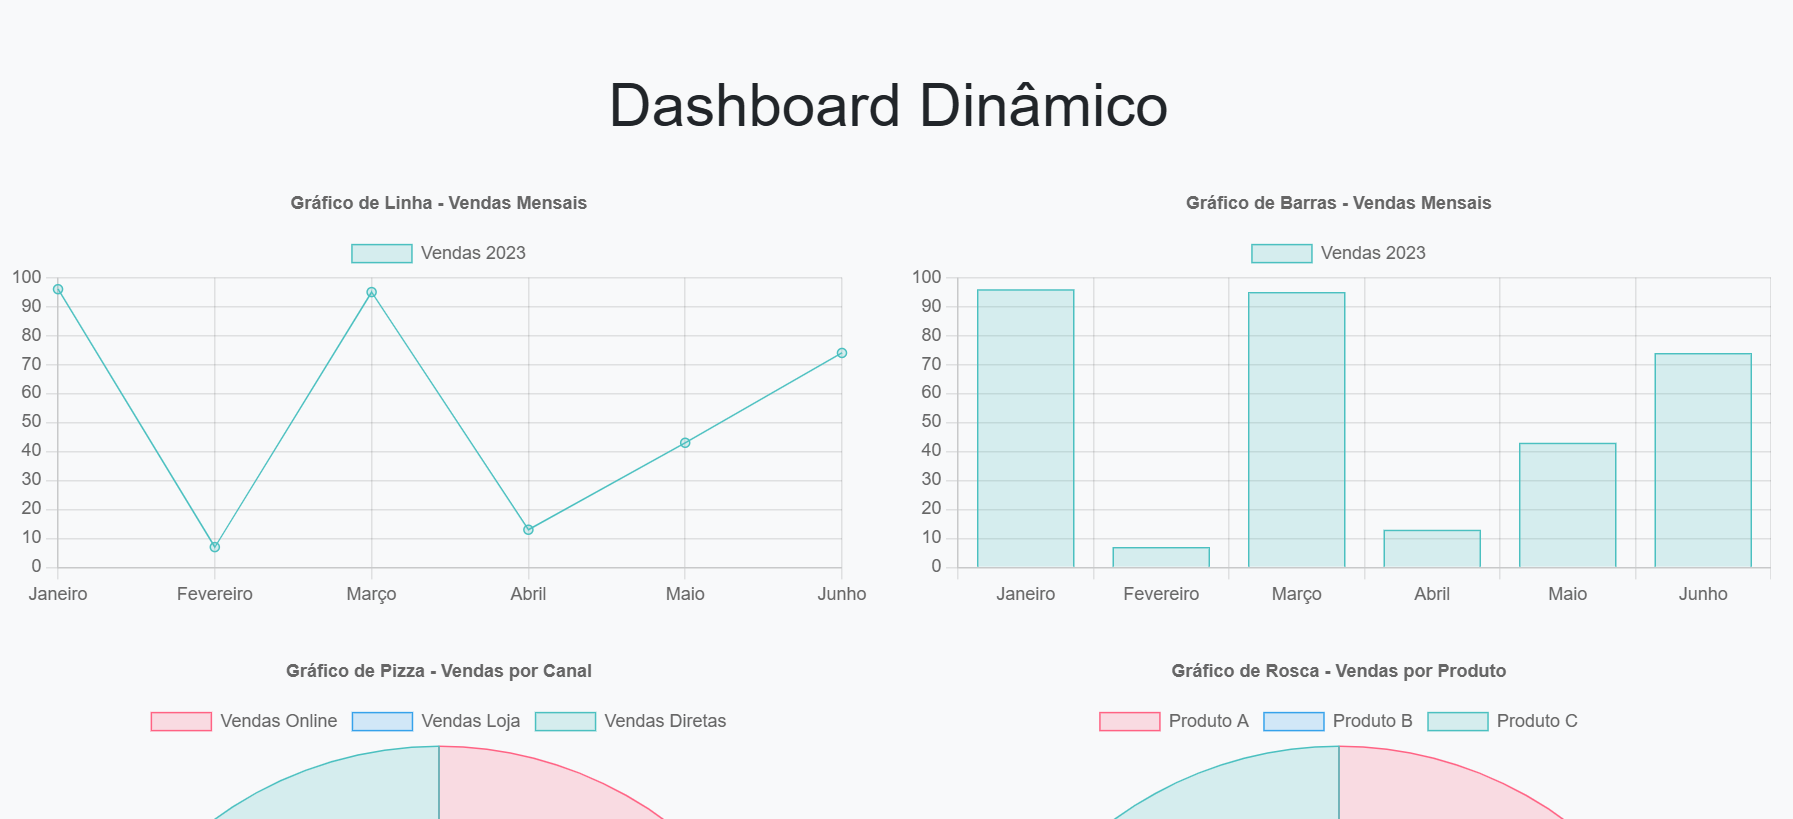 Dashboard Dinâmico
Gráfico de Linha - Vendas Mensais
Vendas 2023
100
90
80
70
60
50
40
30
20
10
0
Janeiro Fevereiro Março Abril Maio Junho
Gráfico de Barras - Vendas Mensais
Vendas 2023
100
90
80
70
60
50
40
30
20
10
0
Janeiro Fevereiro Março Abril Maio Junho
Gráfico de Pizza - Vendas por Canal
Vendas Online Vendas Loja Vendas Diretas
Gráfico de Rosca - Vendas por Produto
Produto A Produto B Produto C